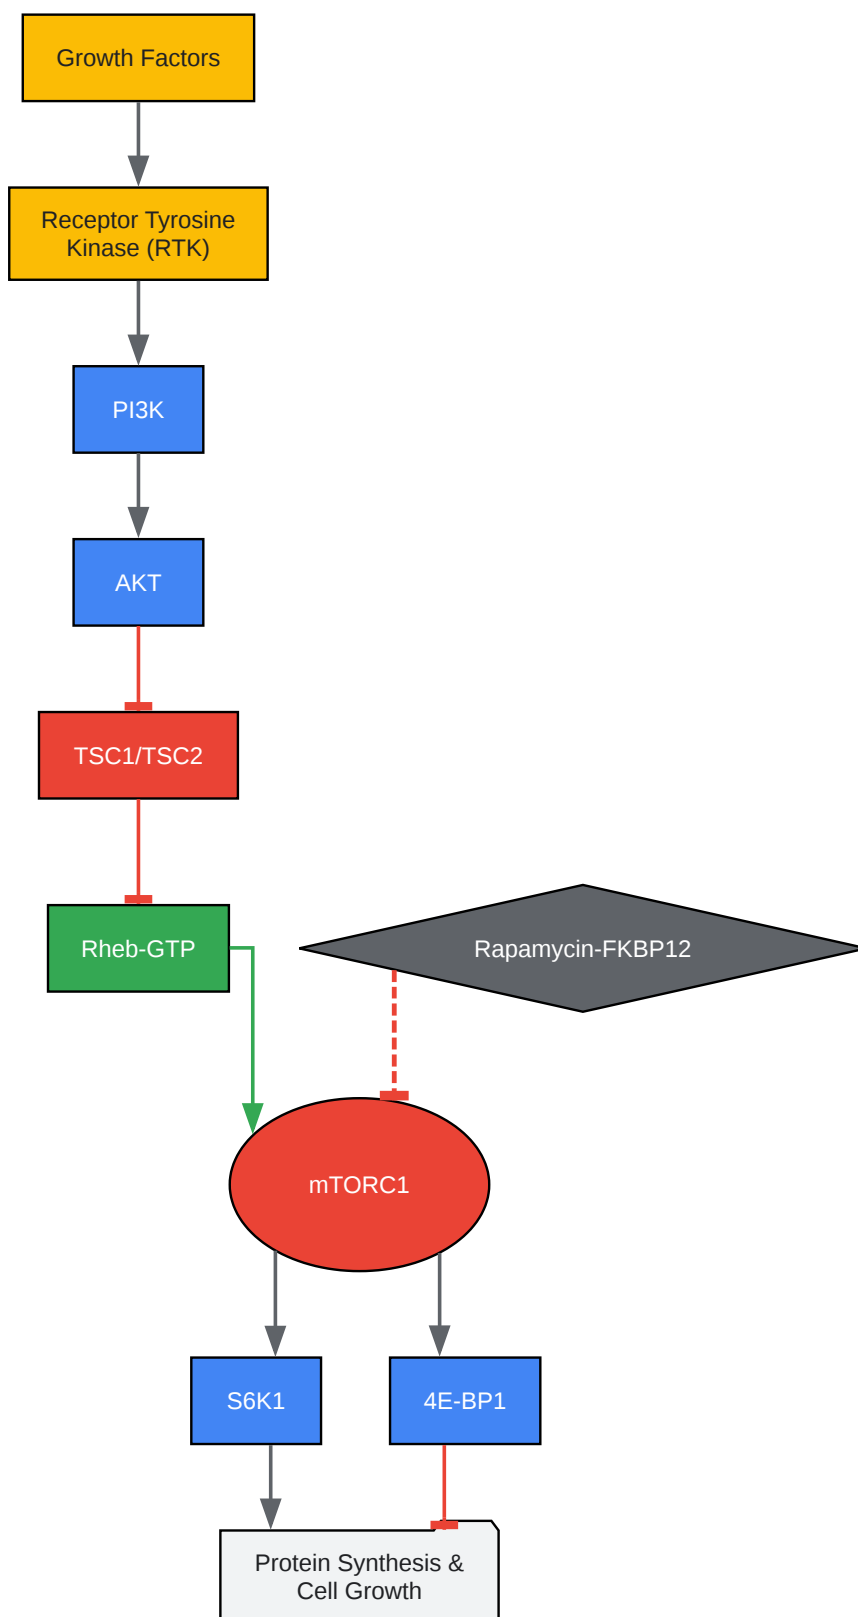 Growth Factors
Receptor Tyrosine
Kinase (RTK)
PI3K
AKT
TSC1/TSC2
Rheb-GTP
Rapamycin-FKBP12
mTORC1
S6K1
4E-BP1
Protein Synthesis &
Cell Growth